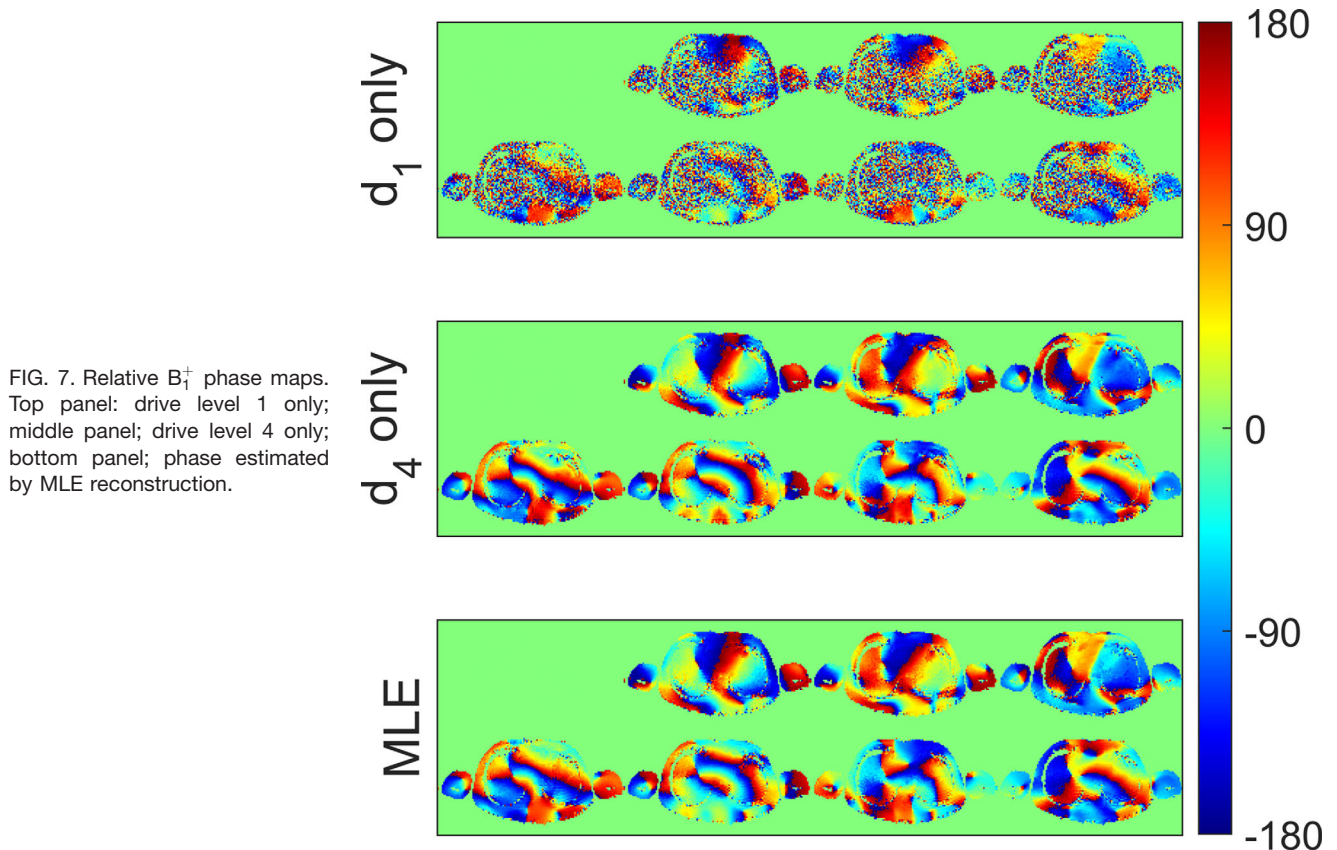 FIG. 7. Relative B₁⁺ phase maps.
Top panel: drive level 1 only;
middle panel; drive level 4 only;
bottom panel; phase estimated
by MLE reconstruction.
d₁ only
d₄ only
MLE
180
90
0
-90
-180